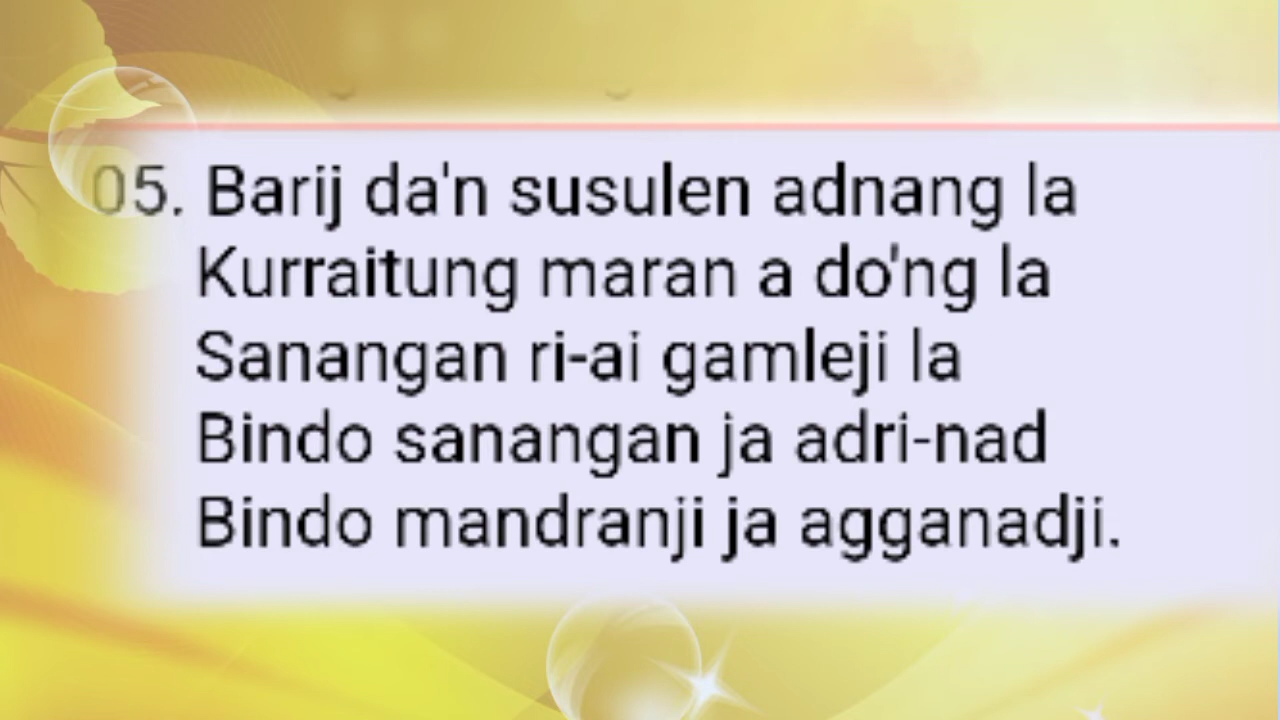 05. Barij da'n susulen adnang la
Kurraitung maran a do'ng la
Sanangan ri-ai gamleji la
Bindo sanangan ja adri-nad
Bindo mandranji ja agganadji.